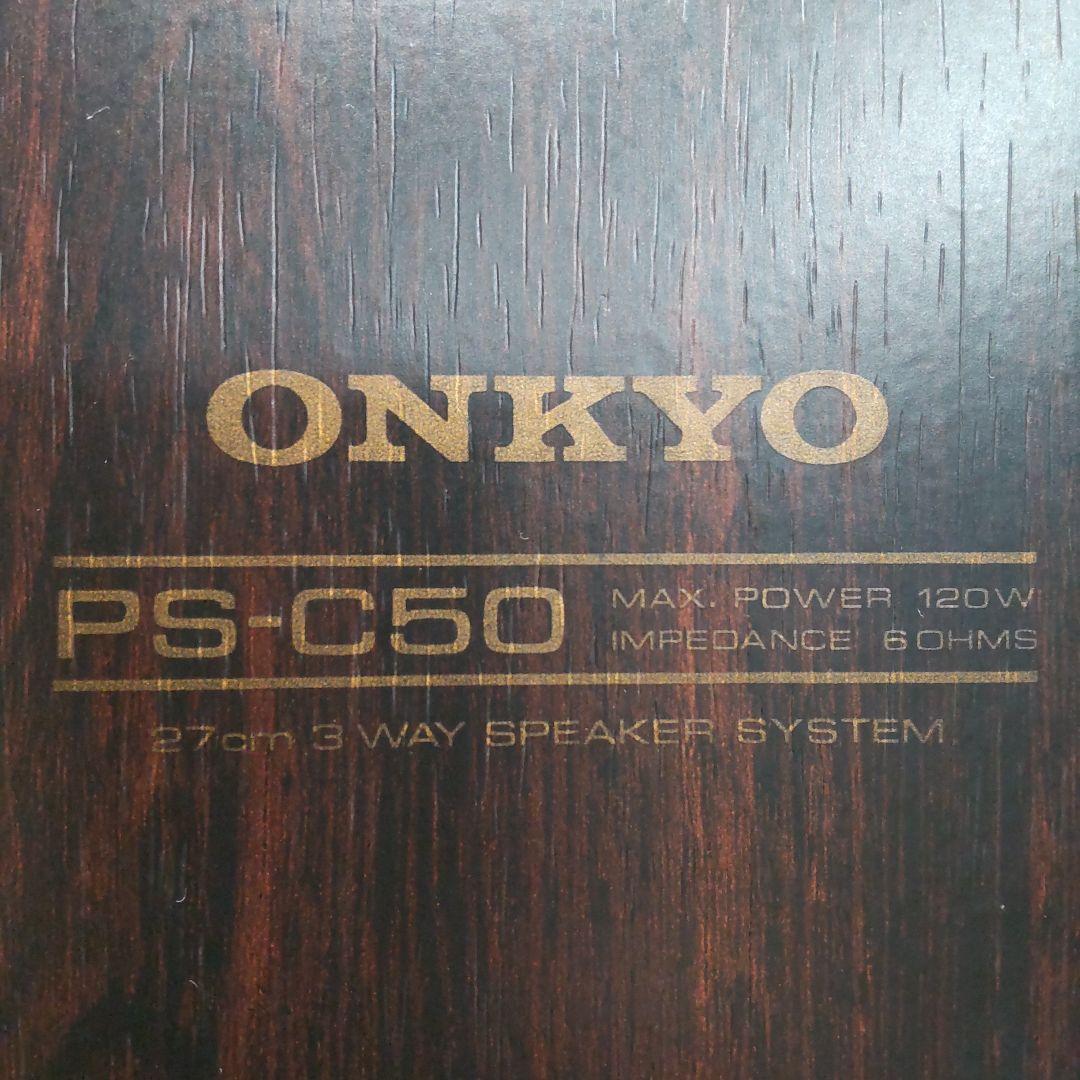 ONKYO
PS-C50
MAX. POWER 120W
IMPEDANCE 6 OHMS
27cm 3 WAY SPEAKER SYSTEM